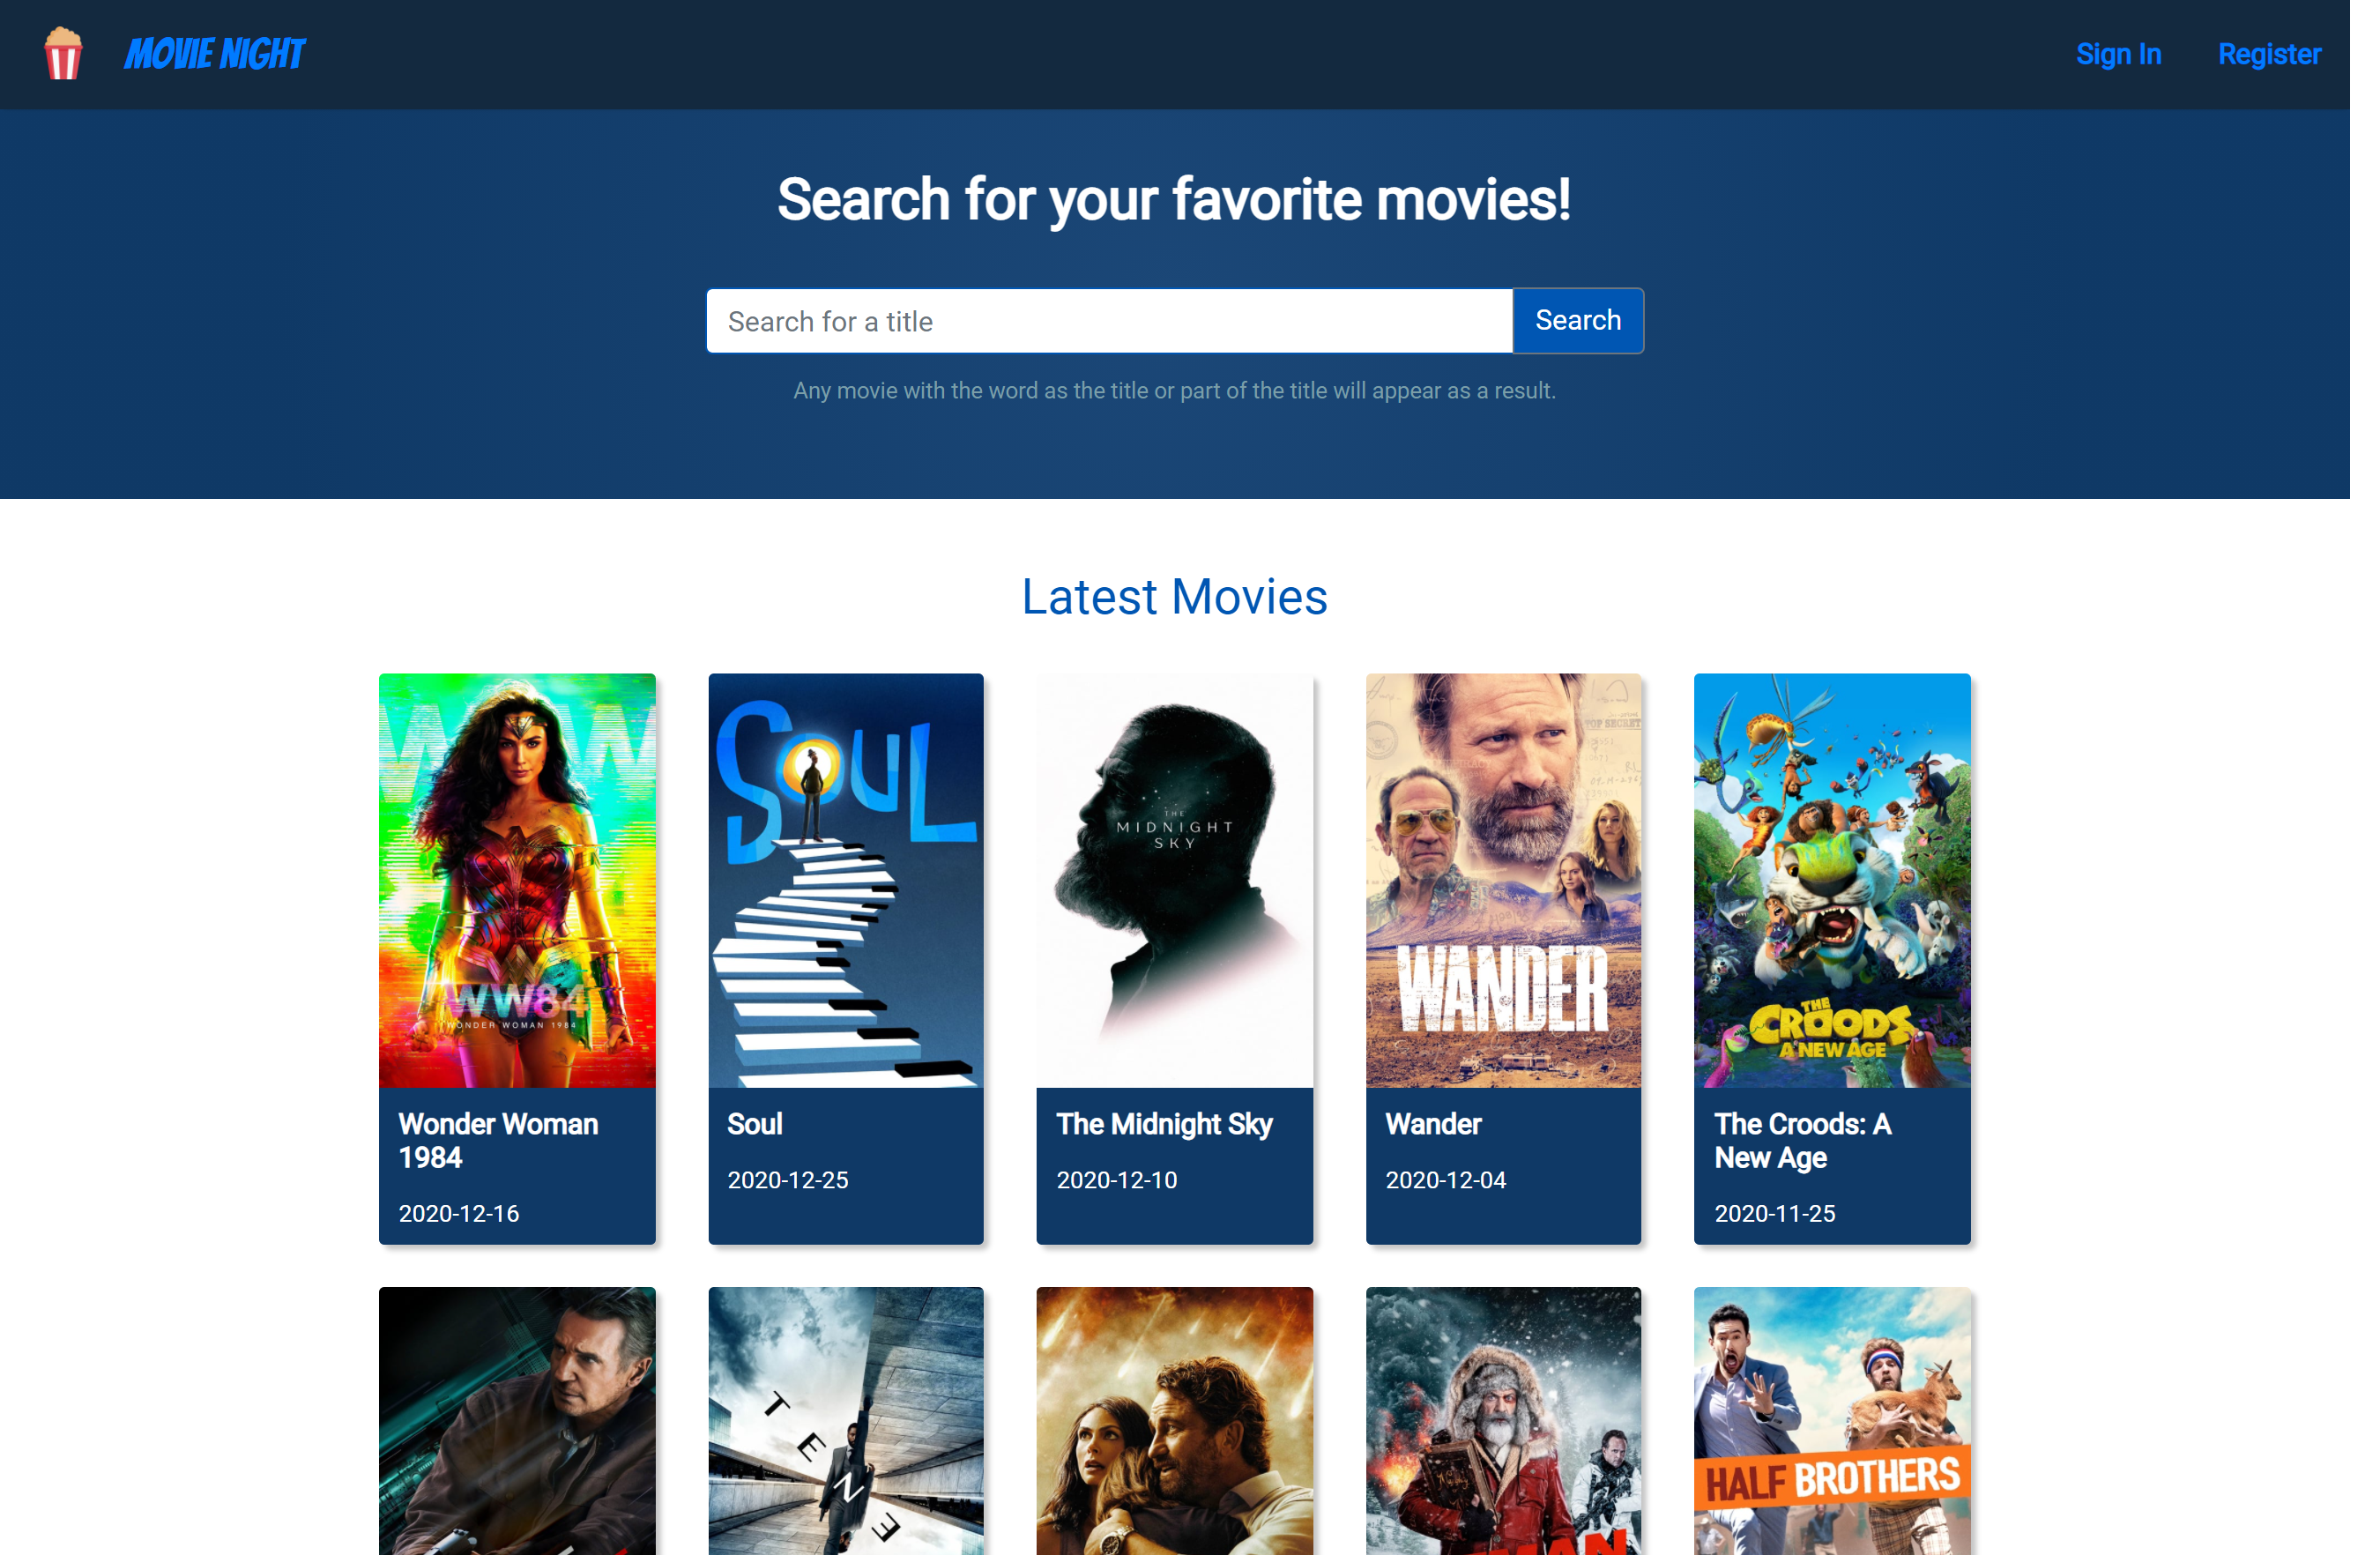 MOVIE NIGHT
Sign In
Register
Search for your favorite movies!
Search for a title
Search
Any movie with the word as the title or part of the title will appear as a result.
Latest Movies
WW84
WONDER WOMAN 1984
SOUL
THE
MIDNIGHT
SKY
TOP SECRET
WANDER
THE
CROODS
A NEW AGE
Wonder Woman
1984
2020-12-16
Soul
2020-12-25
The Midnight Sky
2020-12-10
Wander
2020-12-04
The Croods: A
New Age
2020-11-25
TENE
HALF BROTHERS